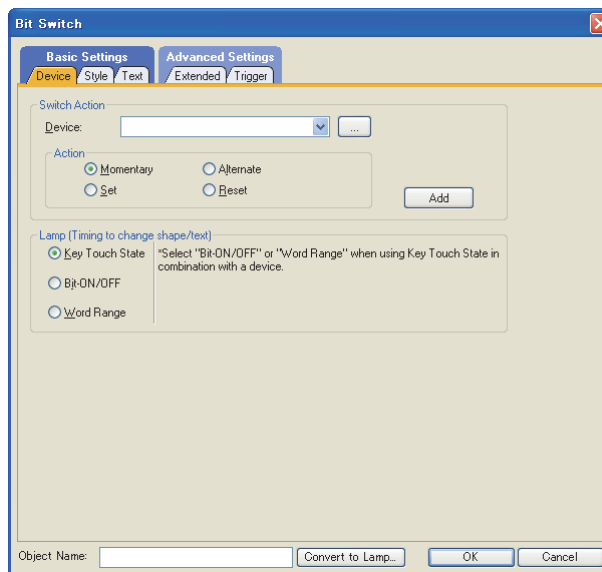 Bit Switch
Basic Settings
Advanced Settings
Device
Style
Text
Extended
Trigger
Switch Action
Device:
...
Action
Momentary
Alternate
Set
Reset
Add
Lamp (Timing to change shape/text)
Key Touch State
*Select "Bit-ON/OFF" or "Word Range" when using Key Touch State in
combination with a device.
Bit-ON/OFF
Word Range
Object Name:
Convert to Lamp...
OK
Cancel